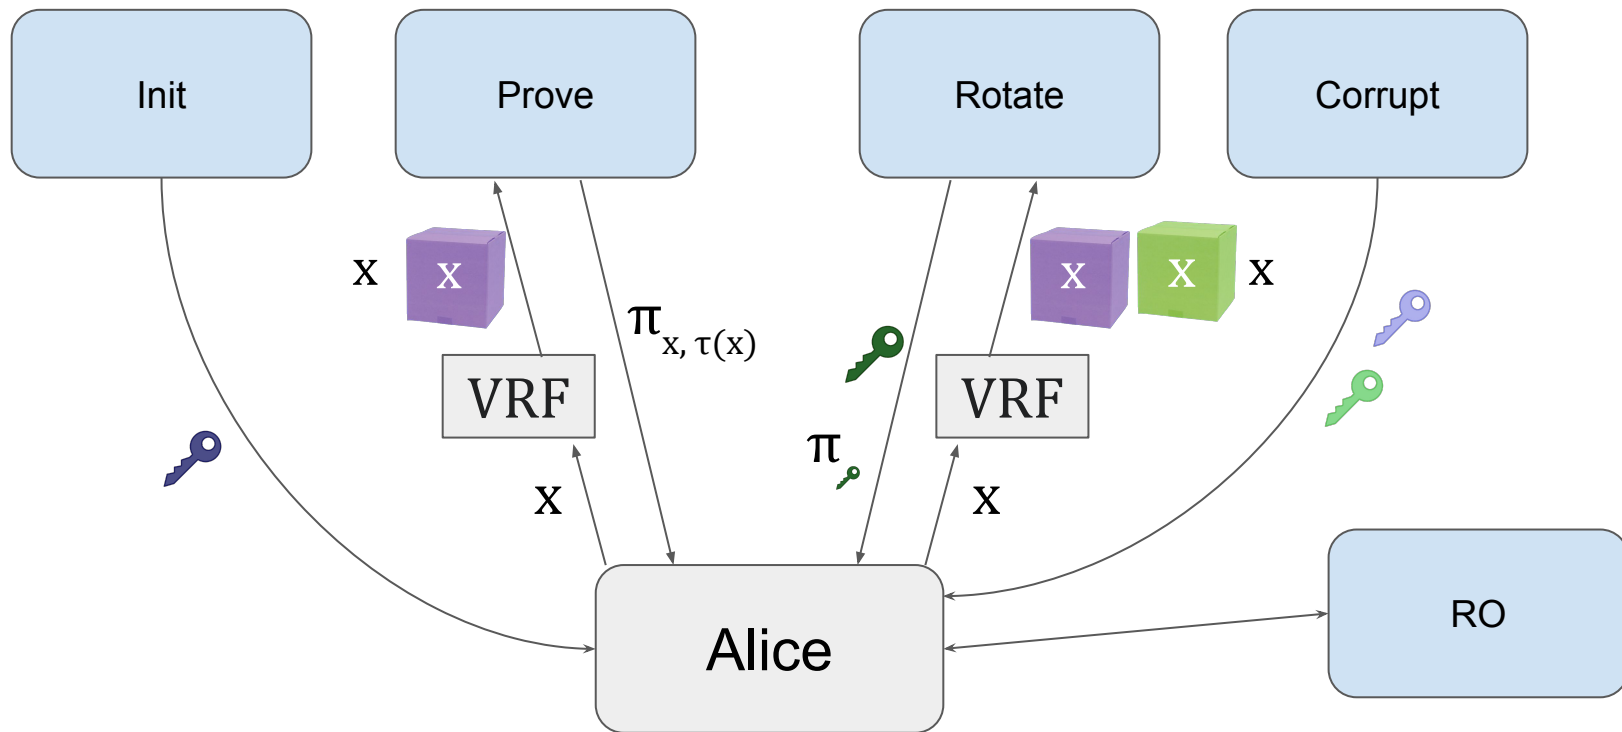 Init
Prove
Rotate
Corrupt
x
x
x
x
x
π x, τ(x)
VRF
VRF
π
x
x
Alice
RO